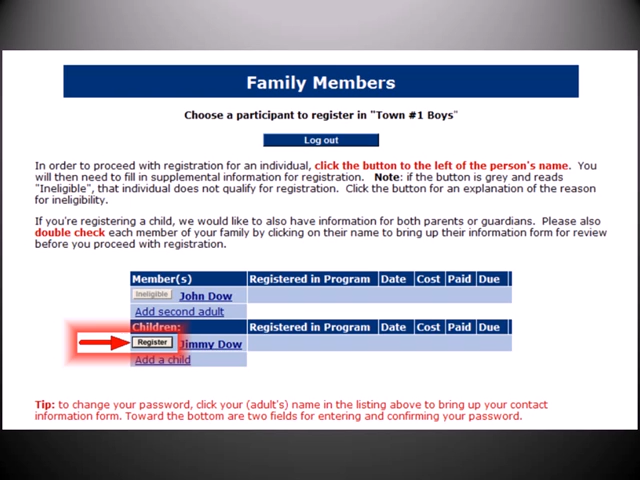 Family Members
Choose a participant to register in "Town #1 Boys"
Log out
In order to proceed with registration for an individual, click the button to the left of the person's name. You
will then need to fill in supplemental information for registration. Note: if the button is grey and reads
"Ineligible", that individual does not qualify for registration. Click the button for an explanation of the reason
for ineligibility.
If you're registering a child, we would like to also have information for both parents or guardians. Please also
double check each member of your family by clicking on their name to bring up their information form for review
before you proceed with registration.
Member(s) Registered in Program Date Cost Paid Due
Ineligible John Dow
Add second adult
Children: Registered in Program Date Cost Paid Due
Register Jimmy Dow
Add a child
Tip: to change your password, click your (adult's) name in the listing above to bring up your contact
information form. Toward the bottom are two fields for entering and confirming your password.